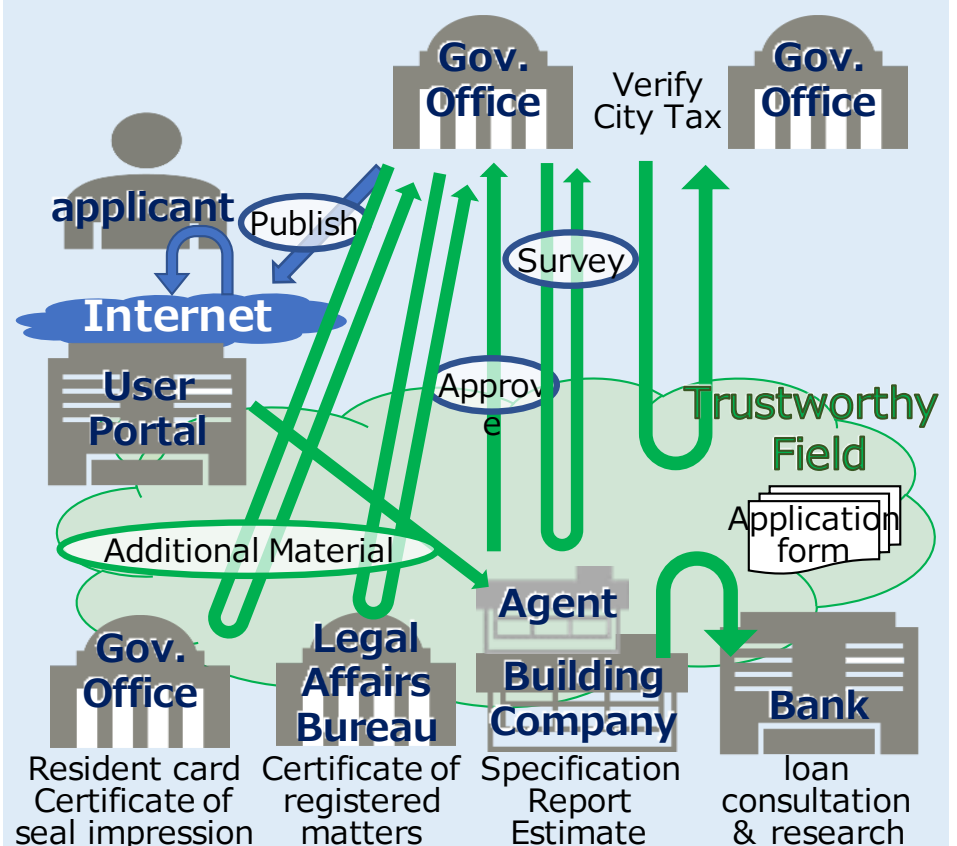 Gov.
Office
Verify
City Tax
Gov.
Office
applicant
Publish
Survey
Internet
User
Portal
Approv
e
Trustworthy
Field
Application
form
Additional Material
Agent
Gov.
Office
Legal
Affairs
Bureau
Building
Company
Bank
Resident card
Certificate of
seal impression
Certificate of
registered
matters
Specification
Report
Estimate
loan
consultation
& research